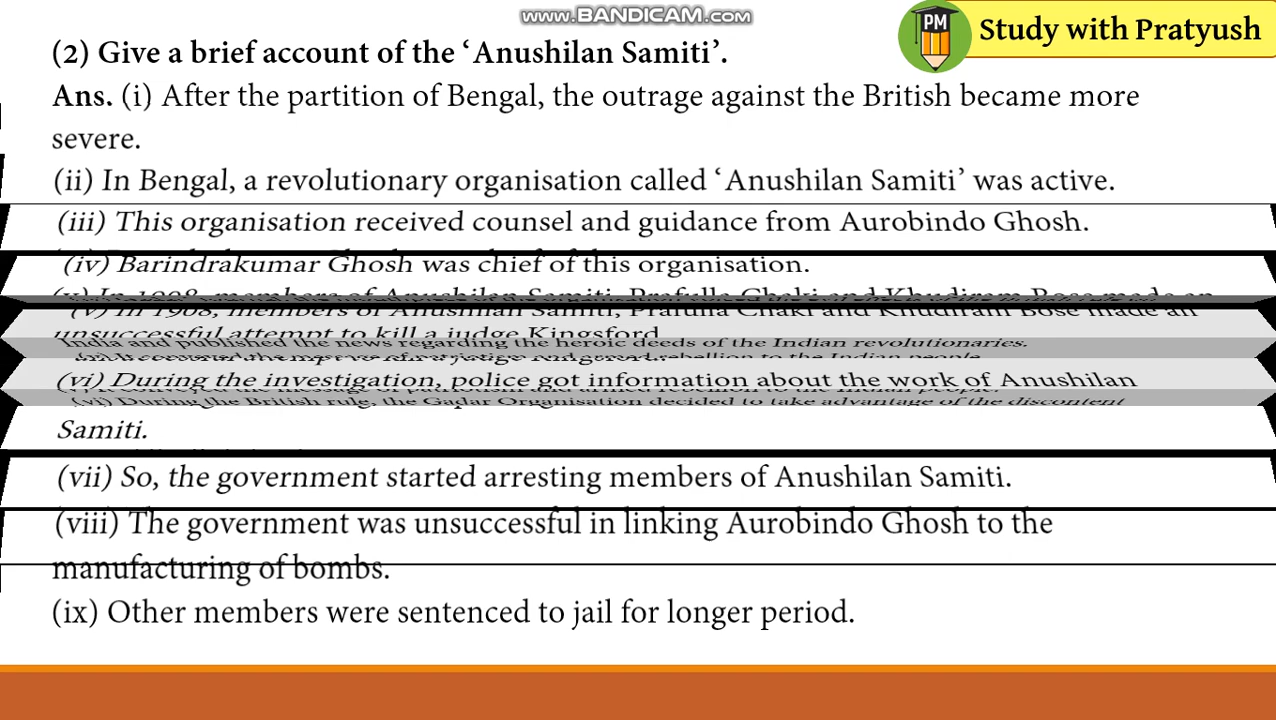 www.BANDICAM.com
PM
Study with Pratyush
(2) Give a brief account of the ‘Anushilan Samiti’.
Ans. (i) After the partition of Bengal, the outrage against the British became more
severe.
(ii) In Bengal, a revolutionary organisation called ‘Anushilan Samiti’ was active.
(iii) This organisation received counsel and guidance from Aurobindo Ghosh.
(iv) Barindrakumar Ghosh was chief of this organisation.
(v) In 1908, members of Anushilan Samiti, Prafulla Chaki and Khudiram Bose made an
unsuccessful attempt to kill a judge Kingsford
India and published the news regarding the heroic deeds of the Indian revolutionaries.
rebellion to the Indian people
(vi) During the investigation, police got information about the work of Anushilan
(vi) During the British rule, the Gadar Organisation decided to take advantage of the discontent
Samiti.
(vii) So, the government started arresting members of Anushilan Samiti.
(viii) The government was unsuccessful in linking Aurobindo Ghosh to the
manufacturing of bombs.
(ix) Other members were sentenced to jail for longer period.